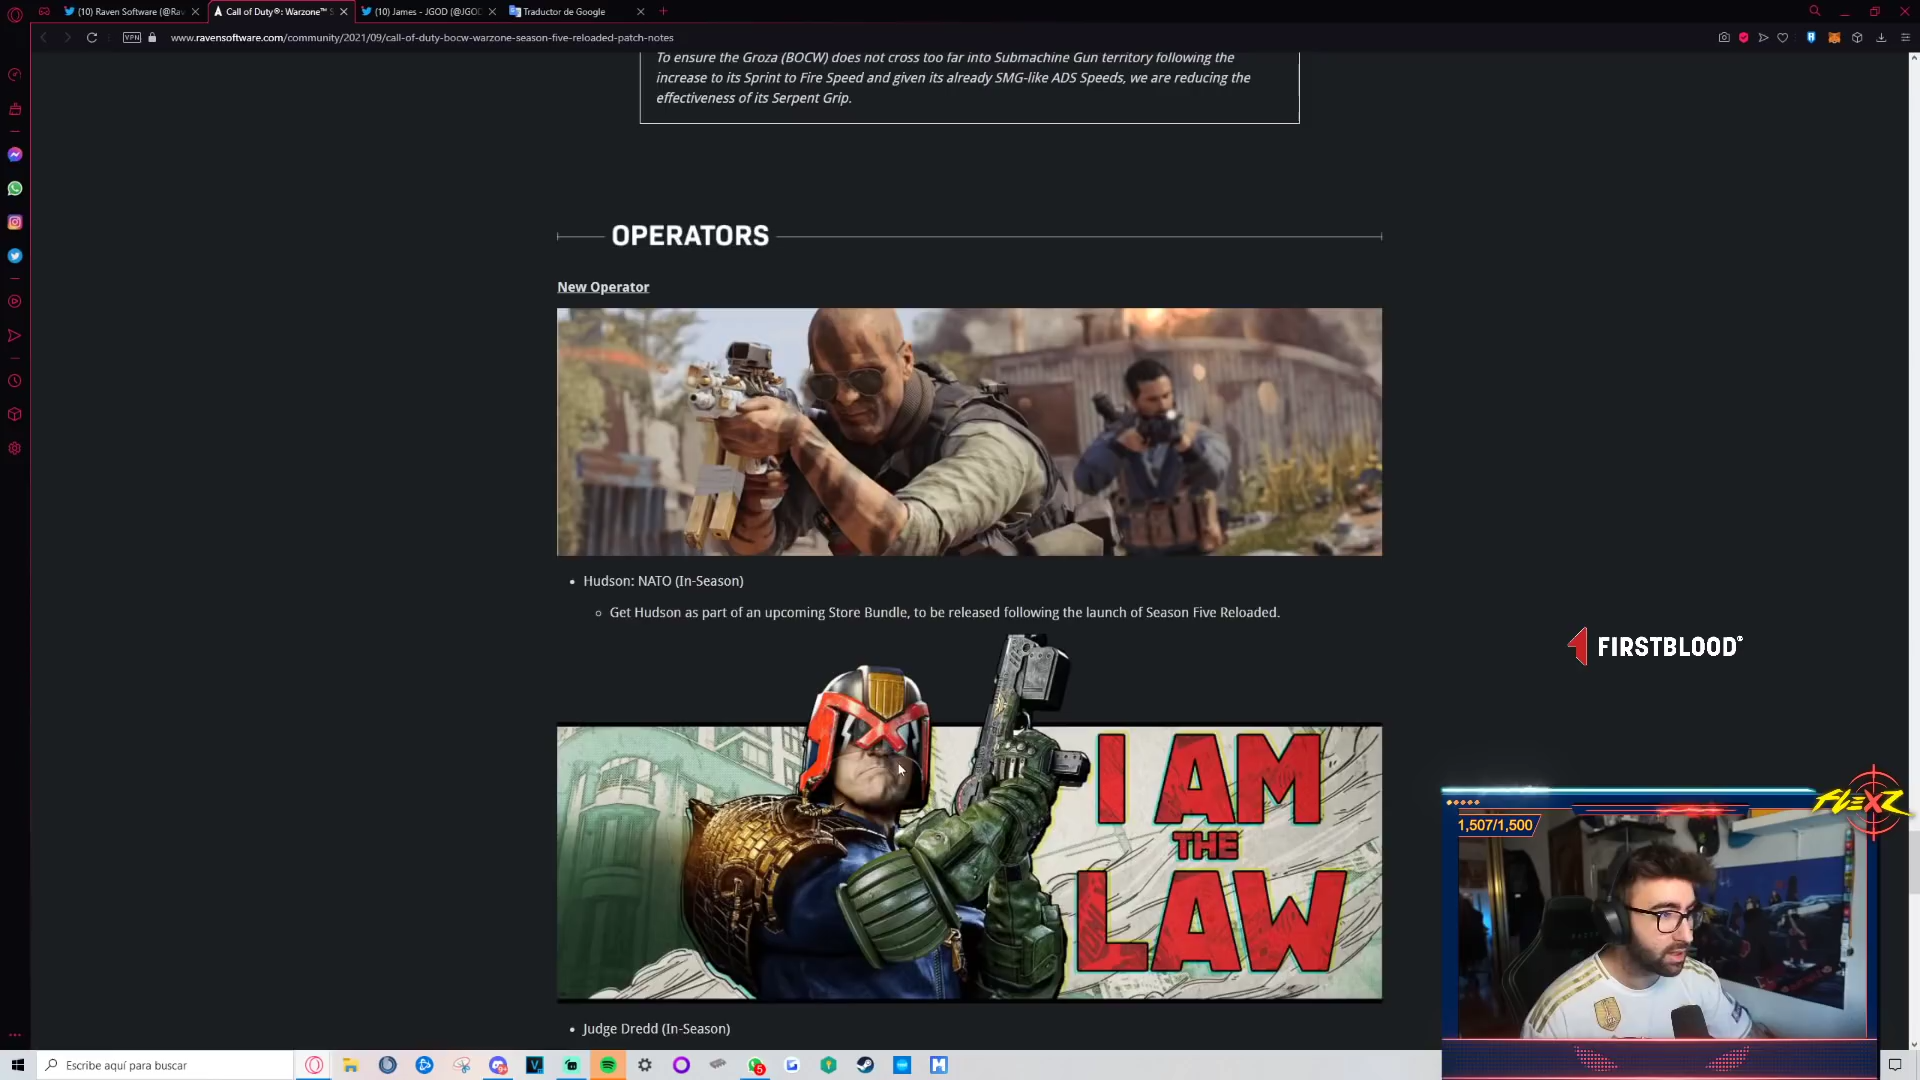 (10) Raven Software (@Rav
Call of Duty®: Warzone™ S
(10) James - JGOD (@JGOD
Traductor de Google
VPN
www.ravensoftware.com/community/2021/09/call-of-duty-bocw-warzone-season-five-reloaded-patch-notes
To ensure the Groza (BOCW) does not cross too far into Submachine Gun territory following the
increase to its Sprint to Fire Speed and given its already SMG-like ADS Speeds, we are reducing the
effectiveness of its Serpent Grip.
OPERATORS
New Operator
Hudson: NATO (In-Season)
Get Hudson as part of an upcoming Store Bundle, to be released following the launch of Season Five Reloaded.
FIRSTBLOOD
I AM
THE
LAW
FLEXZ
1,507/1,500
Judge Dredd (In-Season)
Escribe aquí para buscar